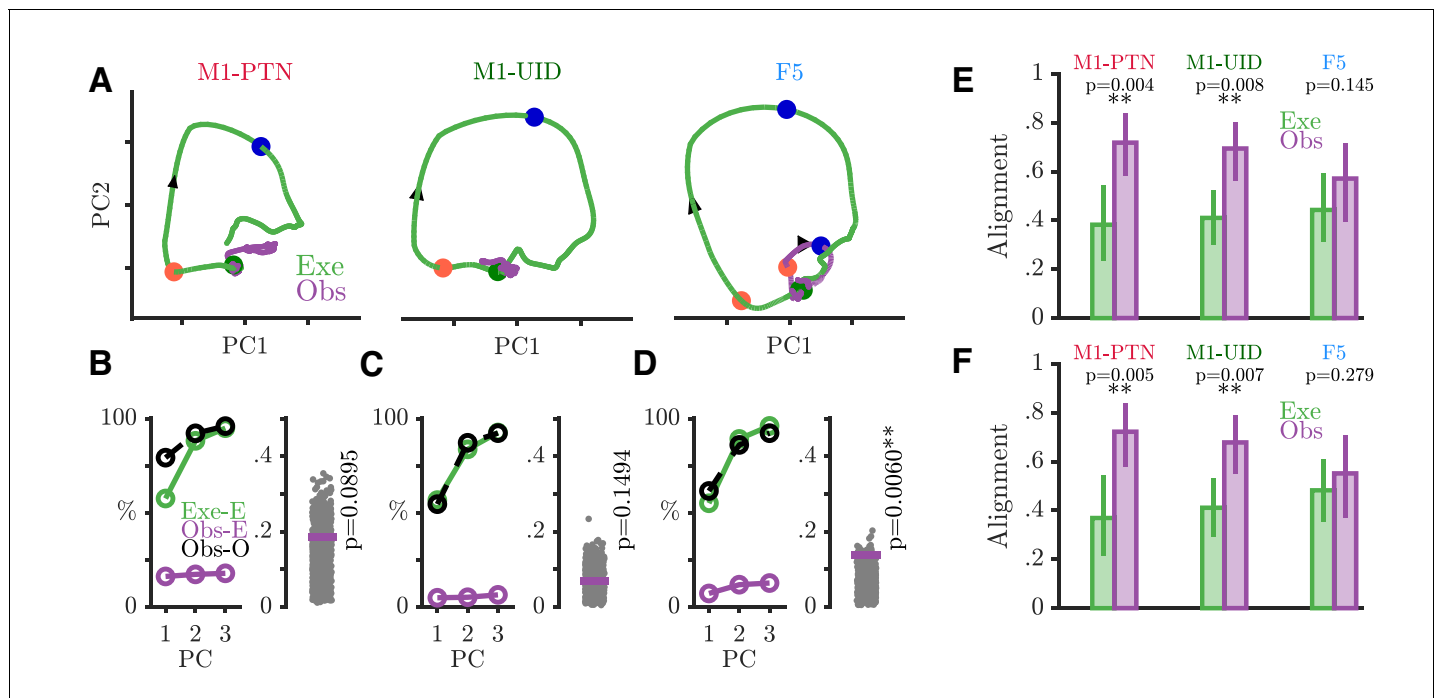 A
M1-PTN
M1-UID
F5
PC2
Exe
Obs
PC1
PC1
PC1
B
100
%
0
Exe-E
Obs-E
Obs-O
1 2 3
PC
.4
.2
0
p=0.0895
C
100
%
0
1 2 3
PC
.4
.2
0
p=0.1494
D
100
%
0
1 2 3
PC
.4
.2
0
p=0.0060**
E
M1-PTN
M1-UID
F5
p=0.004
p=0.008
p=0.145
**
**
Exe
Obs
Alignment
1
.8
.6
.4
.2
0
F
M1-PTN
M1-UID
F5
p=0.005
p=0.007
p=0.279
**
**
Exe
Obs
Alignment
1
.8
.6
.4
.2
0